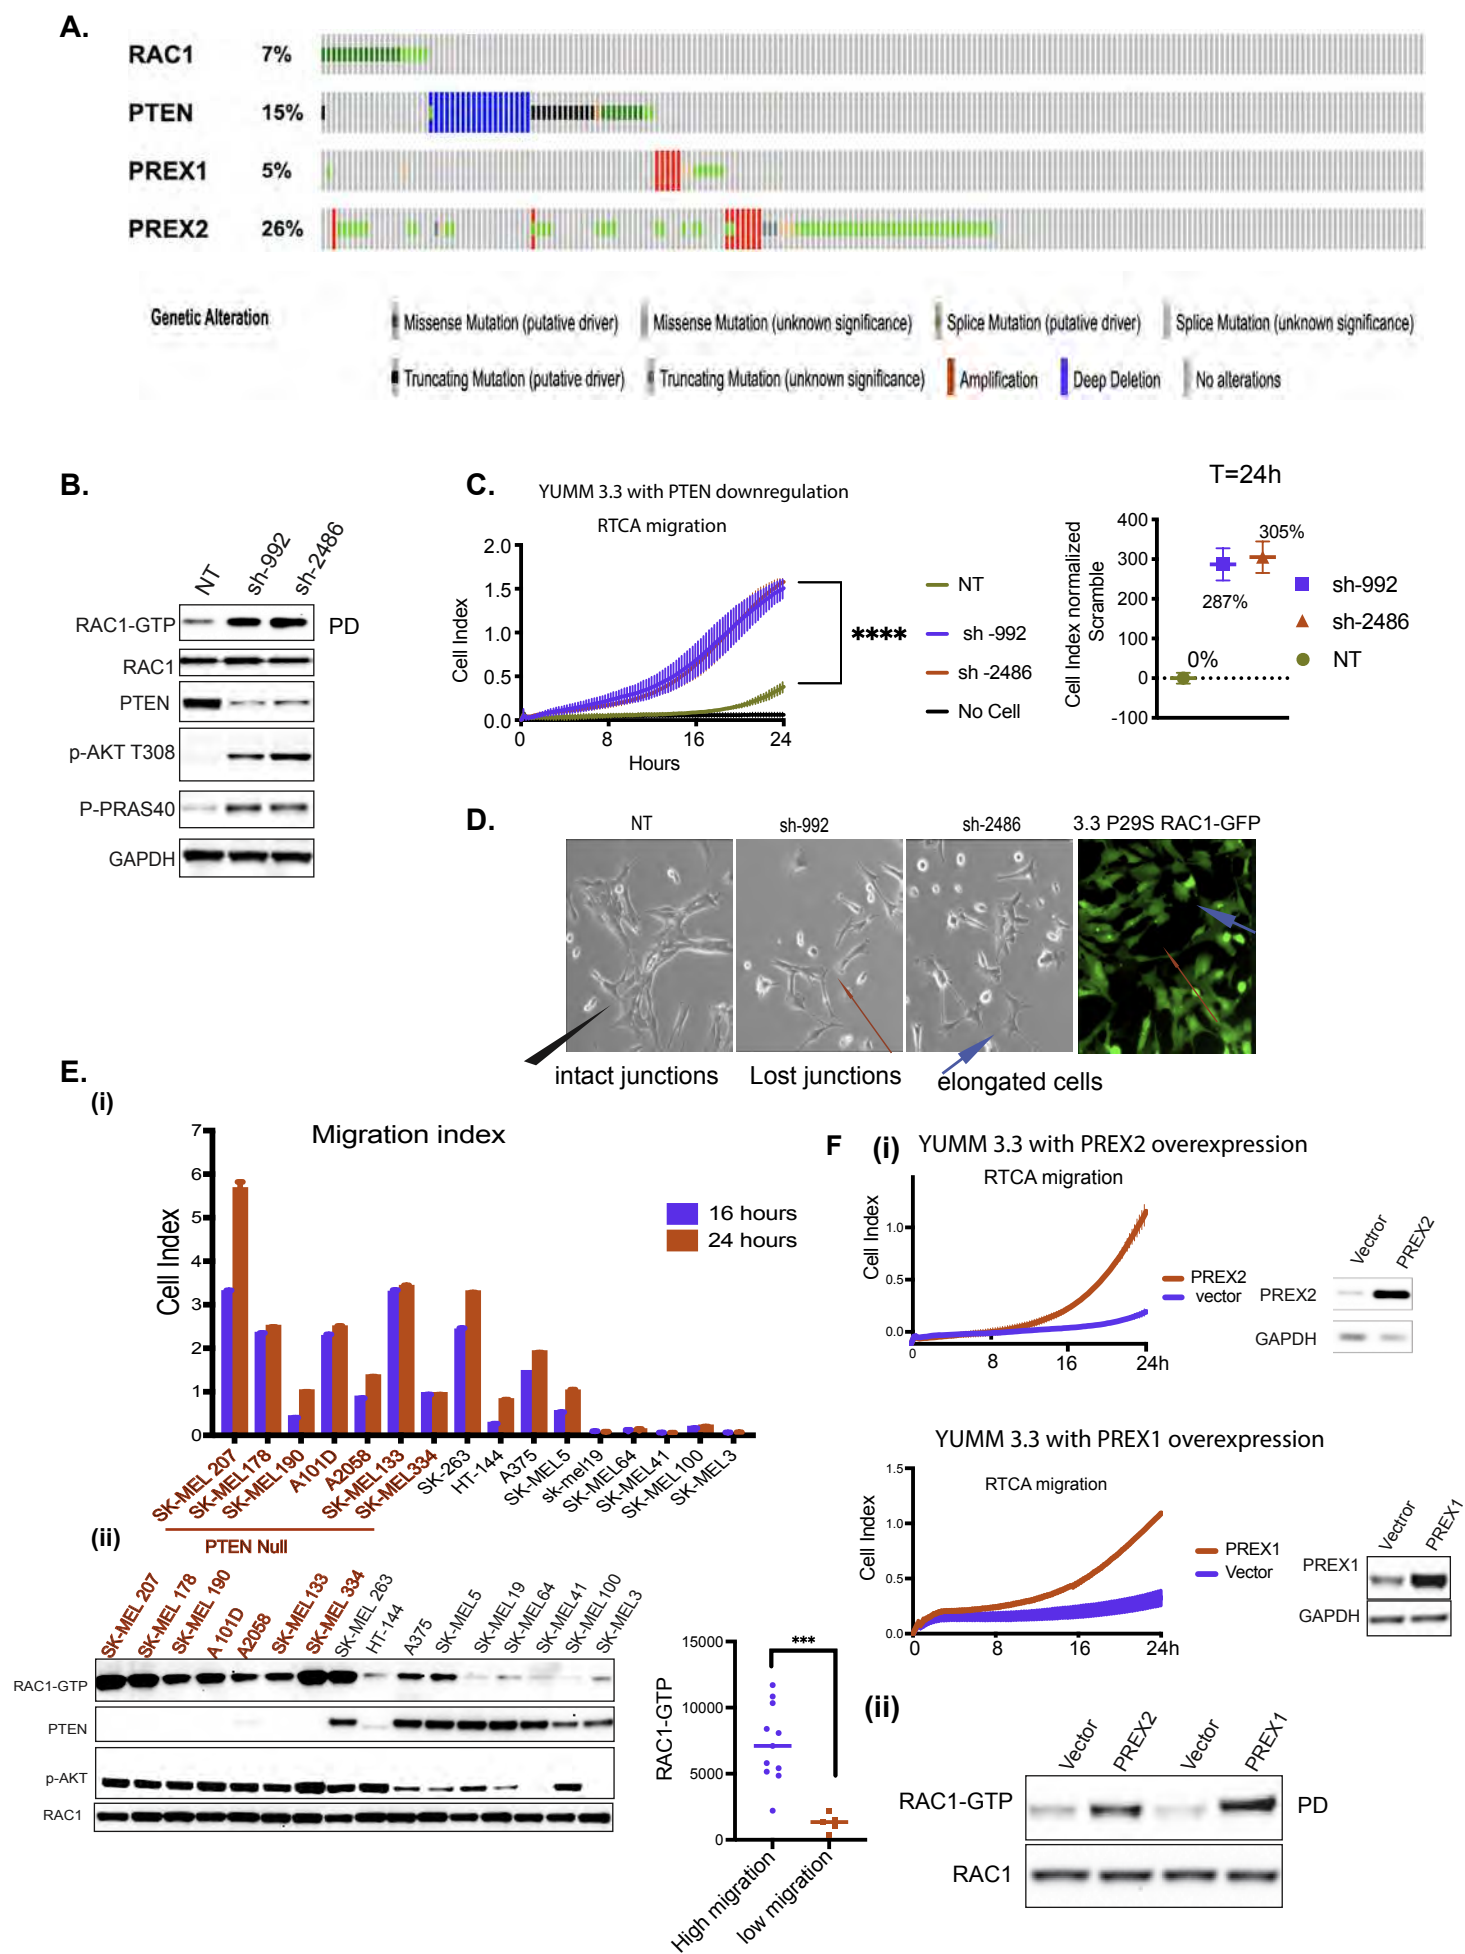 A.
RAC1 7%
PTEN 15%
PREX1 5%
PREX2 26%
Genetic Alteration
Missense Mutation (putative driver) Missense Mutation (unknown significance) Splice Mutation (putative driver) Splice Mutation (unknown significance)
Truncating Mutation (putative driver) Truncating Mutation (unknown significance) Amplification Deep Deletion No alterations
B.
NT sh-992 sh-2486
RAC1-GTP PD
RAC1
PTEN
p-AKT T308
P-PRAS40
GAPDH
C.
YUMM 3.3 with PTEN downregulation
RTCA migration
Cell Index
2.0
1.5
1.0
0.5
0.0
0 8 16 24
Hours
****
NT
sh -992
sh -2486
No Cell
T=24h
Cell Index normalized
Scramble
400
300
200
100
0
-100
305%
287%
0%
sh-992
sh-2486
NT
D.
NT sh-992 sh-2486 3.3 P29S RAC1-GFP
intact junctions Lost junctions elongated cells
E.
(i)
Migration index
Cell Index
7
6
5
4
3
2
1
0
16 hours
24 hours
SK-MEL 207 SK-MEL178 SK-MEL190 A101D A2058 SK-MEL133 SK-MEL334 SK-263 HT-144 A375 SK-MEL5 sk-mel19 SK-MEL64 SK-MEL41 SK-MEL100 SK-MEL3
PTEN Null
(ii)
SK-MEL 207 SK-MEL 178 SK-MEL 190 A 101D A2058 SK-MEL133 SK-MEL 334 SK-MEL 263 HT-144 A375 SK-MEL5 SK-MEL19 SK-MEL64 SK-MEL41 SK-MEL100 SK-MEL3
RAC1-GTP
PTEN
p-AKT
RAC1
RAC1-GTP
15000
10000
5000
0
***
High migration low migration
F (i) YUMM 3.3 with PREX2 overexpression
RTCA migration
Cell Index
1.0
0.5
0.0
0 8 16 24h
PREX2
vector
Vectror PREX2
PREX2
GAPDH
YUMM 3.3 with PREX1 overexpression
RTCA migration
Cell Index
1.5
1.0
0.5
0.0
0 8 16 24h
PREX1
Vector
Vectror PREX1
PREX1
GAPDH
(ii)
Vector PREX2 Vector PREX1
RAC1-GTP PD
RAC1